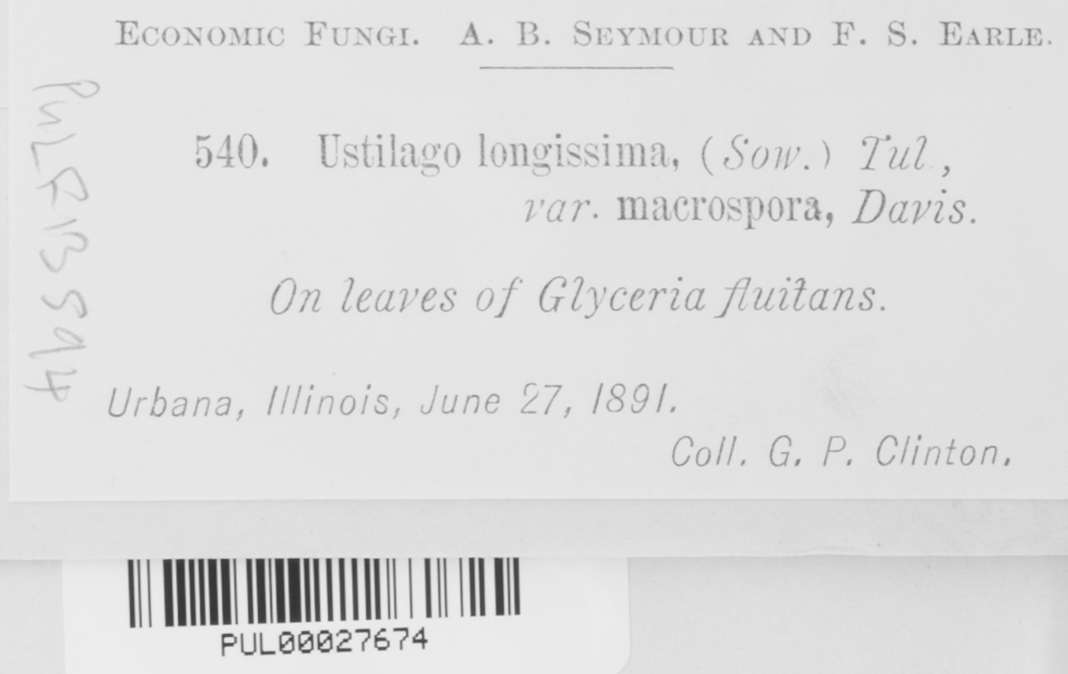 ECONOMIC FUNGI. A. B. SEYMOUR AND F. S. EARLE.
540. Ustilago longissima, (Sow.) Tul.,
var. macrospora, Davis.
On leaves of Glyceria fluitans.
Urbana, Illinois, June 27, 1891.
Coll. G. P. Clinton.
PUL F13594
PUL00027674